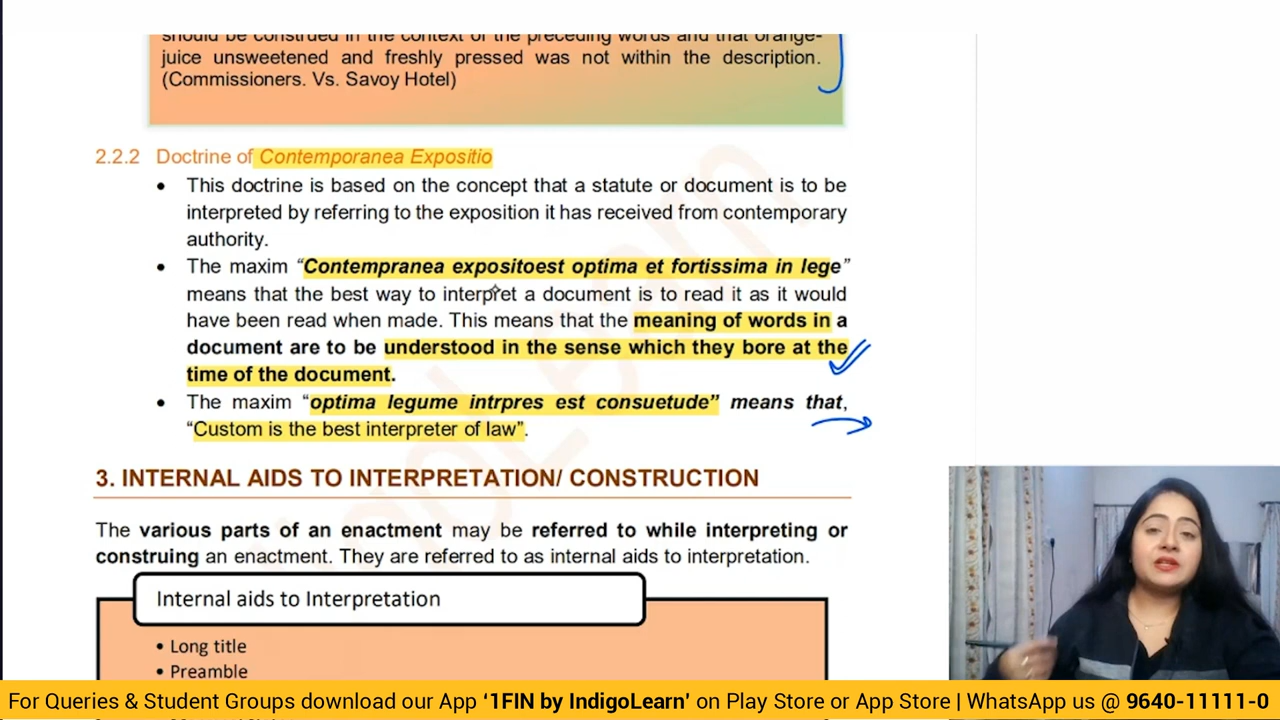 should be construed in the context of the preceding words and that orange-
juice unsweetened and freshly pressed was not within the description.
(Commissioners. Vs. Savoy Hotel)
2.2.2 Doctrine of Contemporanea Expositio
• This doctrine is based on the concept that a statute or document is to be
interpreted by referring to the exposition it has received from contemporary
authority.
• The maxim “Contempranea expositoest optima et fortissima in lege”
means that the best way to interpret a document is to read it as it would
have been read when made. This means that the meaning of words in a
document are to be understood in the sense which they bore at the
time of the document.
• The maxim “optima legume intrpres est consuetude” means that,
“Custom is the best interpreter of law”.
3. INTERNAL AIDS TO INTERPRETATION/ CONSTRUCTION
The various parts of an enactment may be referred to while interpreting or
construing an enactment. They are referred to as internal aids to interpretation.
Internal aids to Interpretation
• Long title
• Preamble
For Queries & Student Groups download our App ‘1FIN by IndigoLearn’ on Play Store or App Store | WhatsApp us @ 9640-11111-0